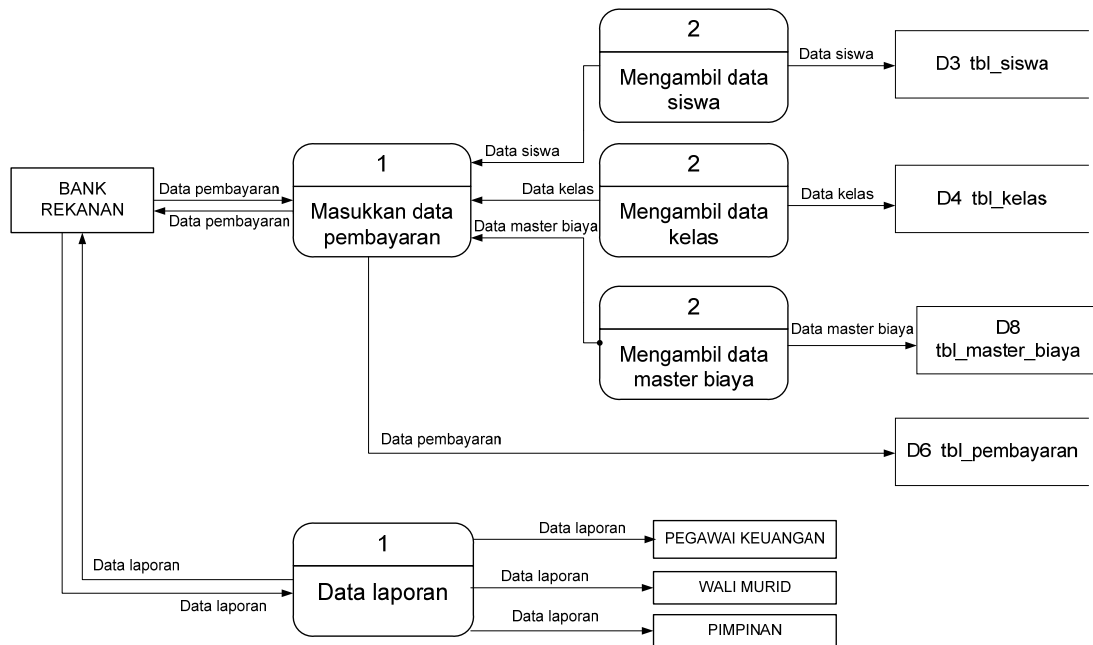 2
Mengambil data
siswa
Data siswa
D3 tbl_siswa
Data siswa
1
Masukkan data
pembayaran
BANK
REKANAN
Data pembayaran
Data pembayaran
2
Mengambil data
kelas
Data kelas
Data kelas
D4 tbl_kelas
Data master biaya
2
Mengambil data
master biaya
Data master biaya
D8
tbl_master_biaya
Data pembayaran
D6 tbl_pembayaran
1
Data laporan
Data laporan
Data laporan
Data laporan
PEGAWAI KEUANGAN
Data laporan
WALI MURID
Data laporan
PIMPINAN